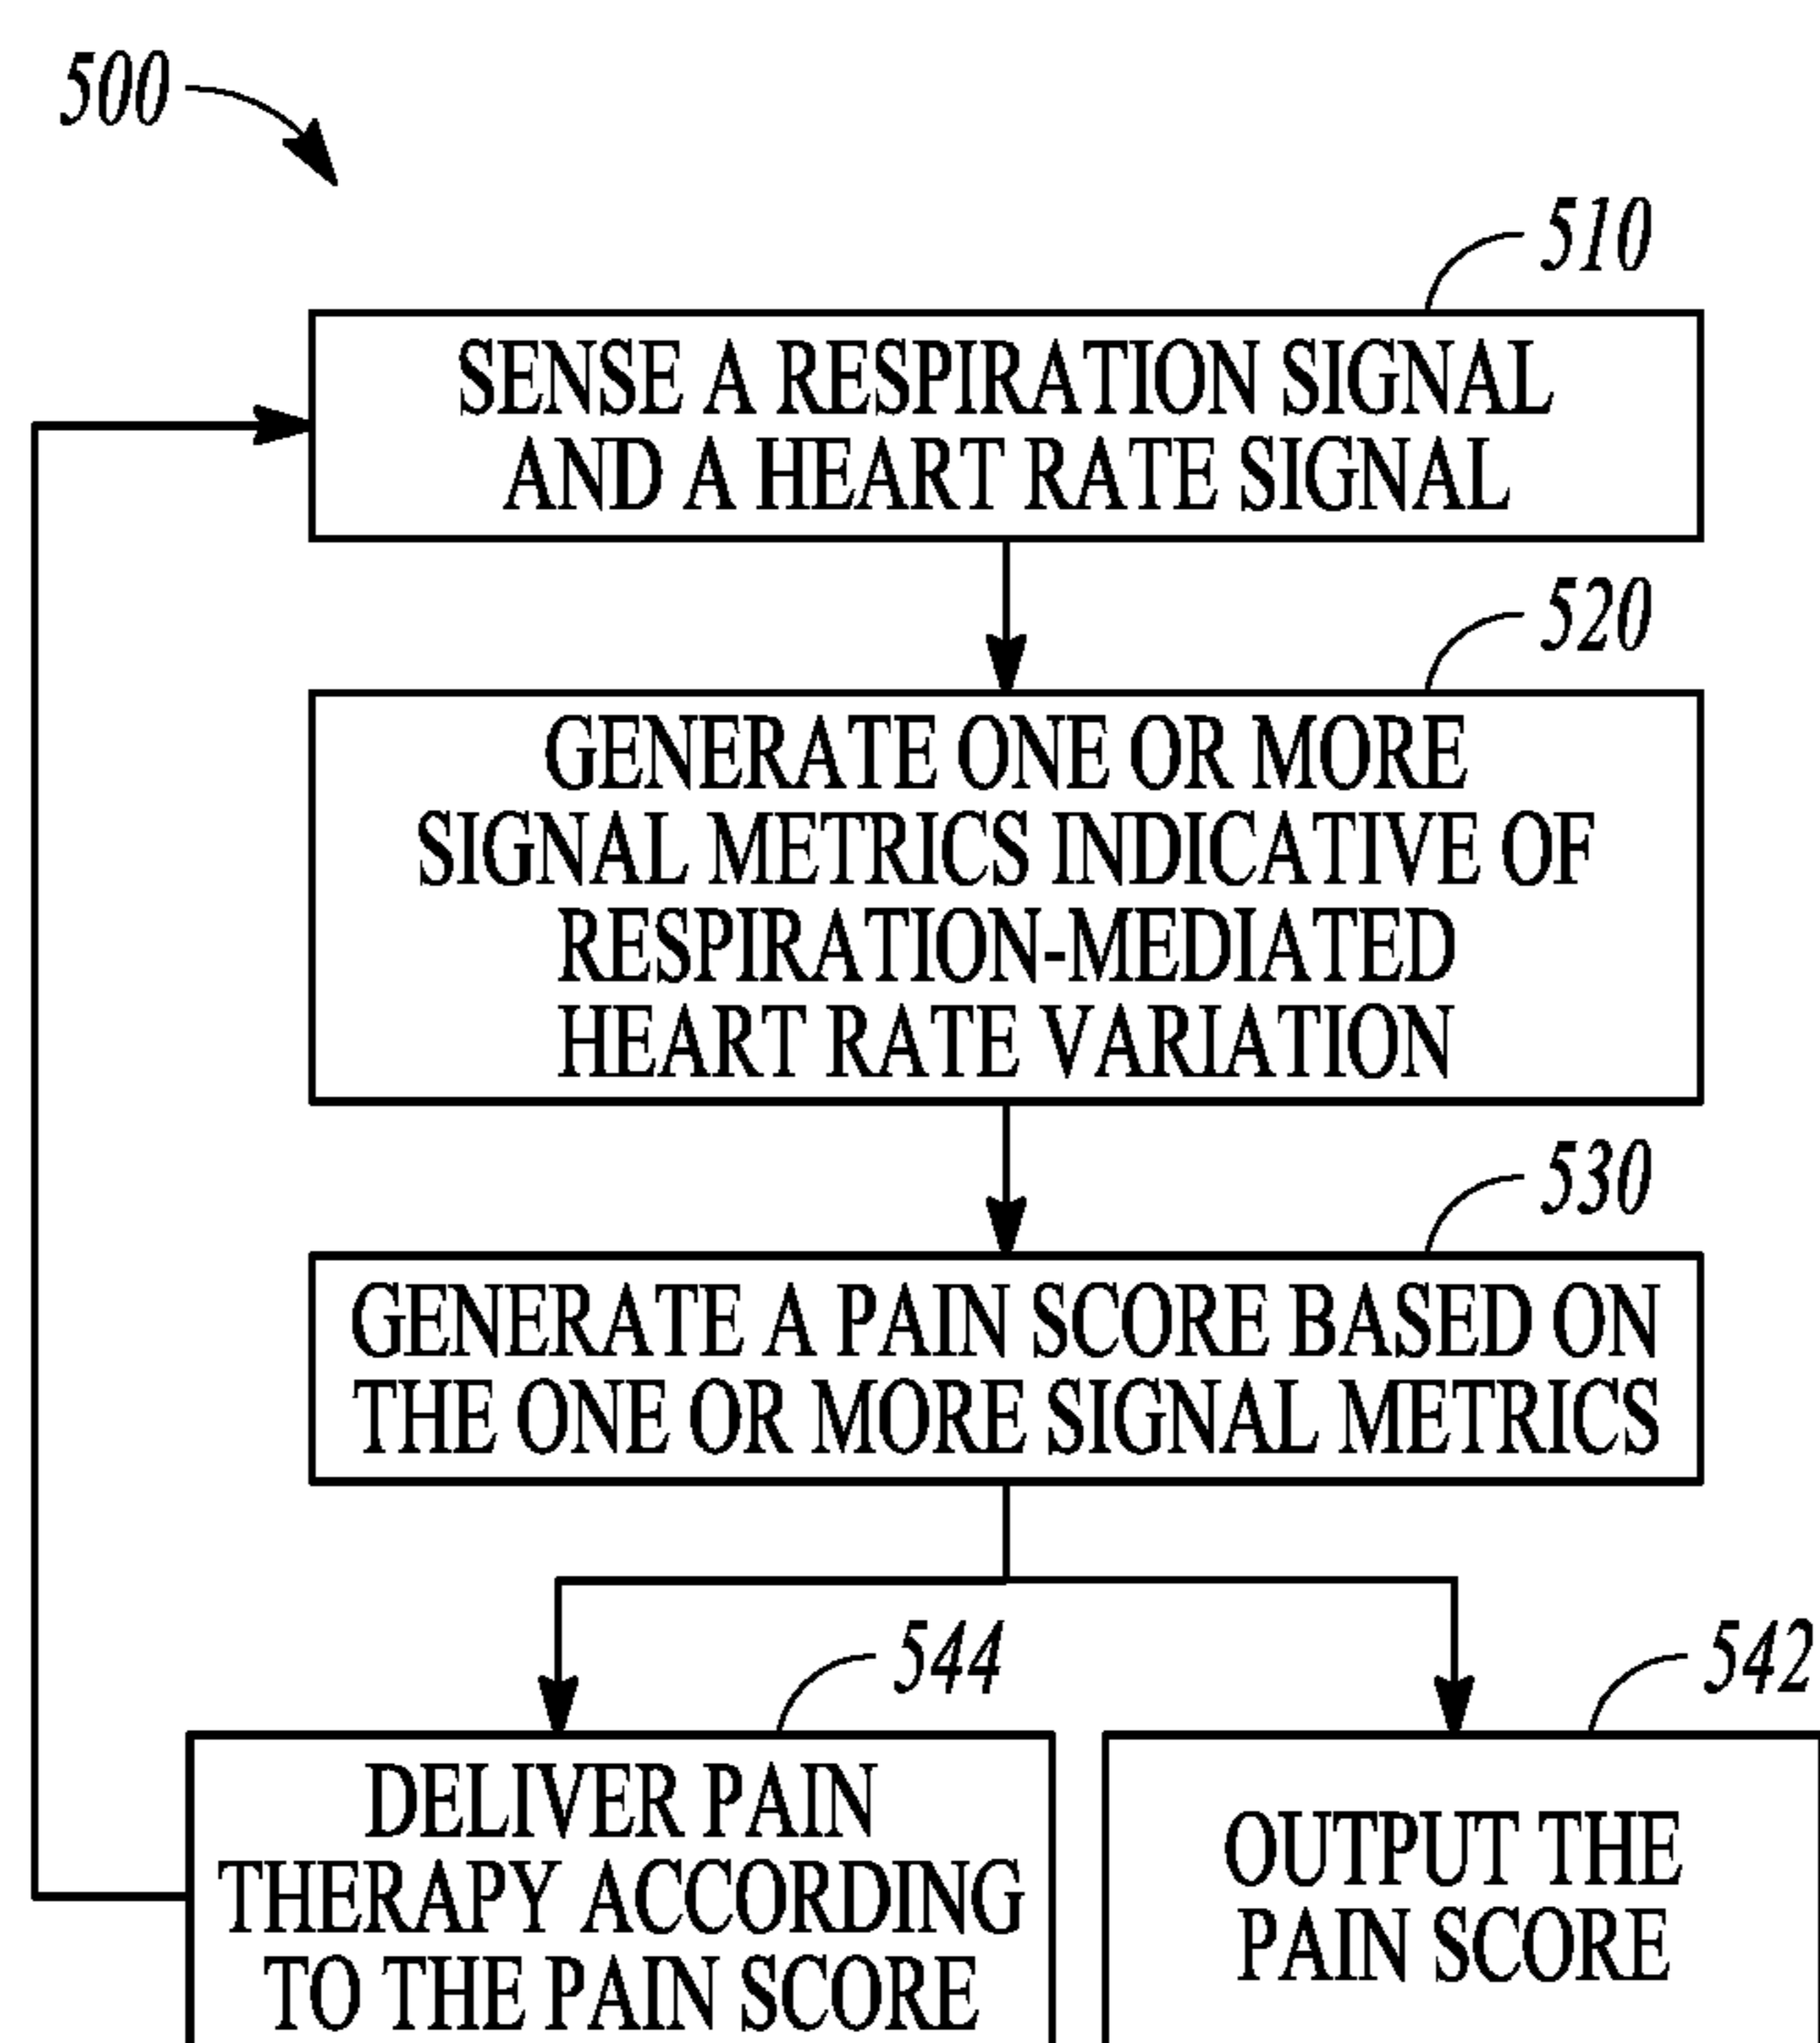 500
510
SENSE A RESPIRATION SIGNAL
AND A HEART RATE SIGNAL
520
GENERATE ONE OR MORE
SIGNAL METRICS INDICATIVE OF
RESPIRATION-MEDIATED
HEART RATE VARIATION
530
GENERATE A PAIN SCORE BASED ON
THE ONE OR MORE SIGNAL METRICS
544
DELIVER PAIN
THERAPY ACCORDING
TO THE PAIN SCORE
542
OUTPUT THE
PAIN SCORE